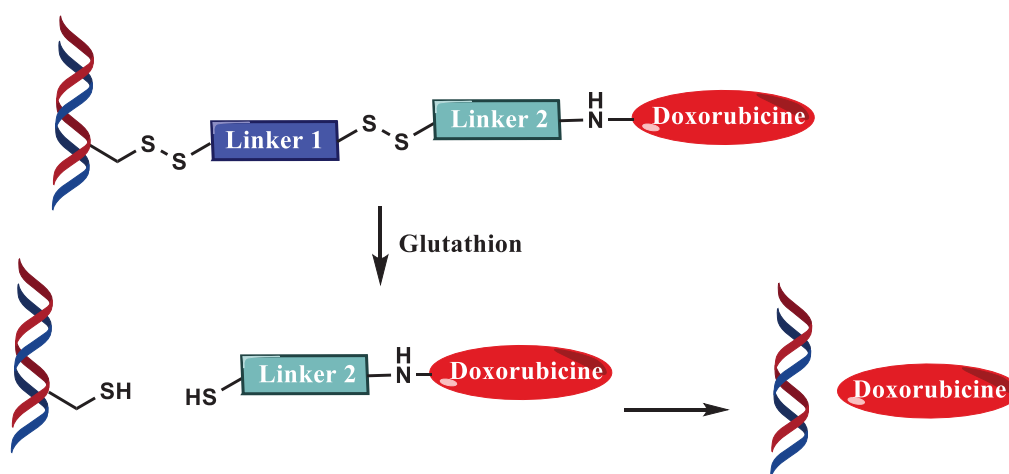 H
N
Doxorubicine
Linker 2
S
S
Linker 1
S
S
Glutathion
H
N
Doxorubicine
Linker 2
HS
SH
Doxorubicine